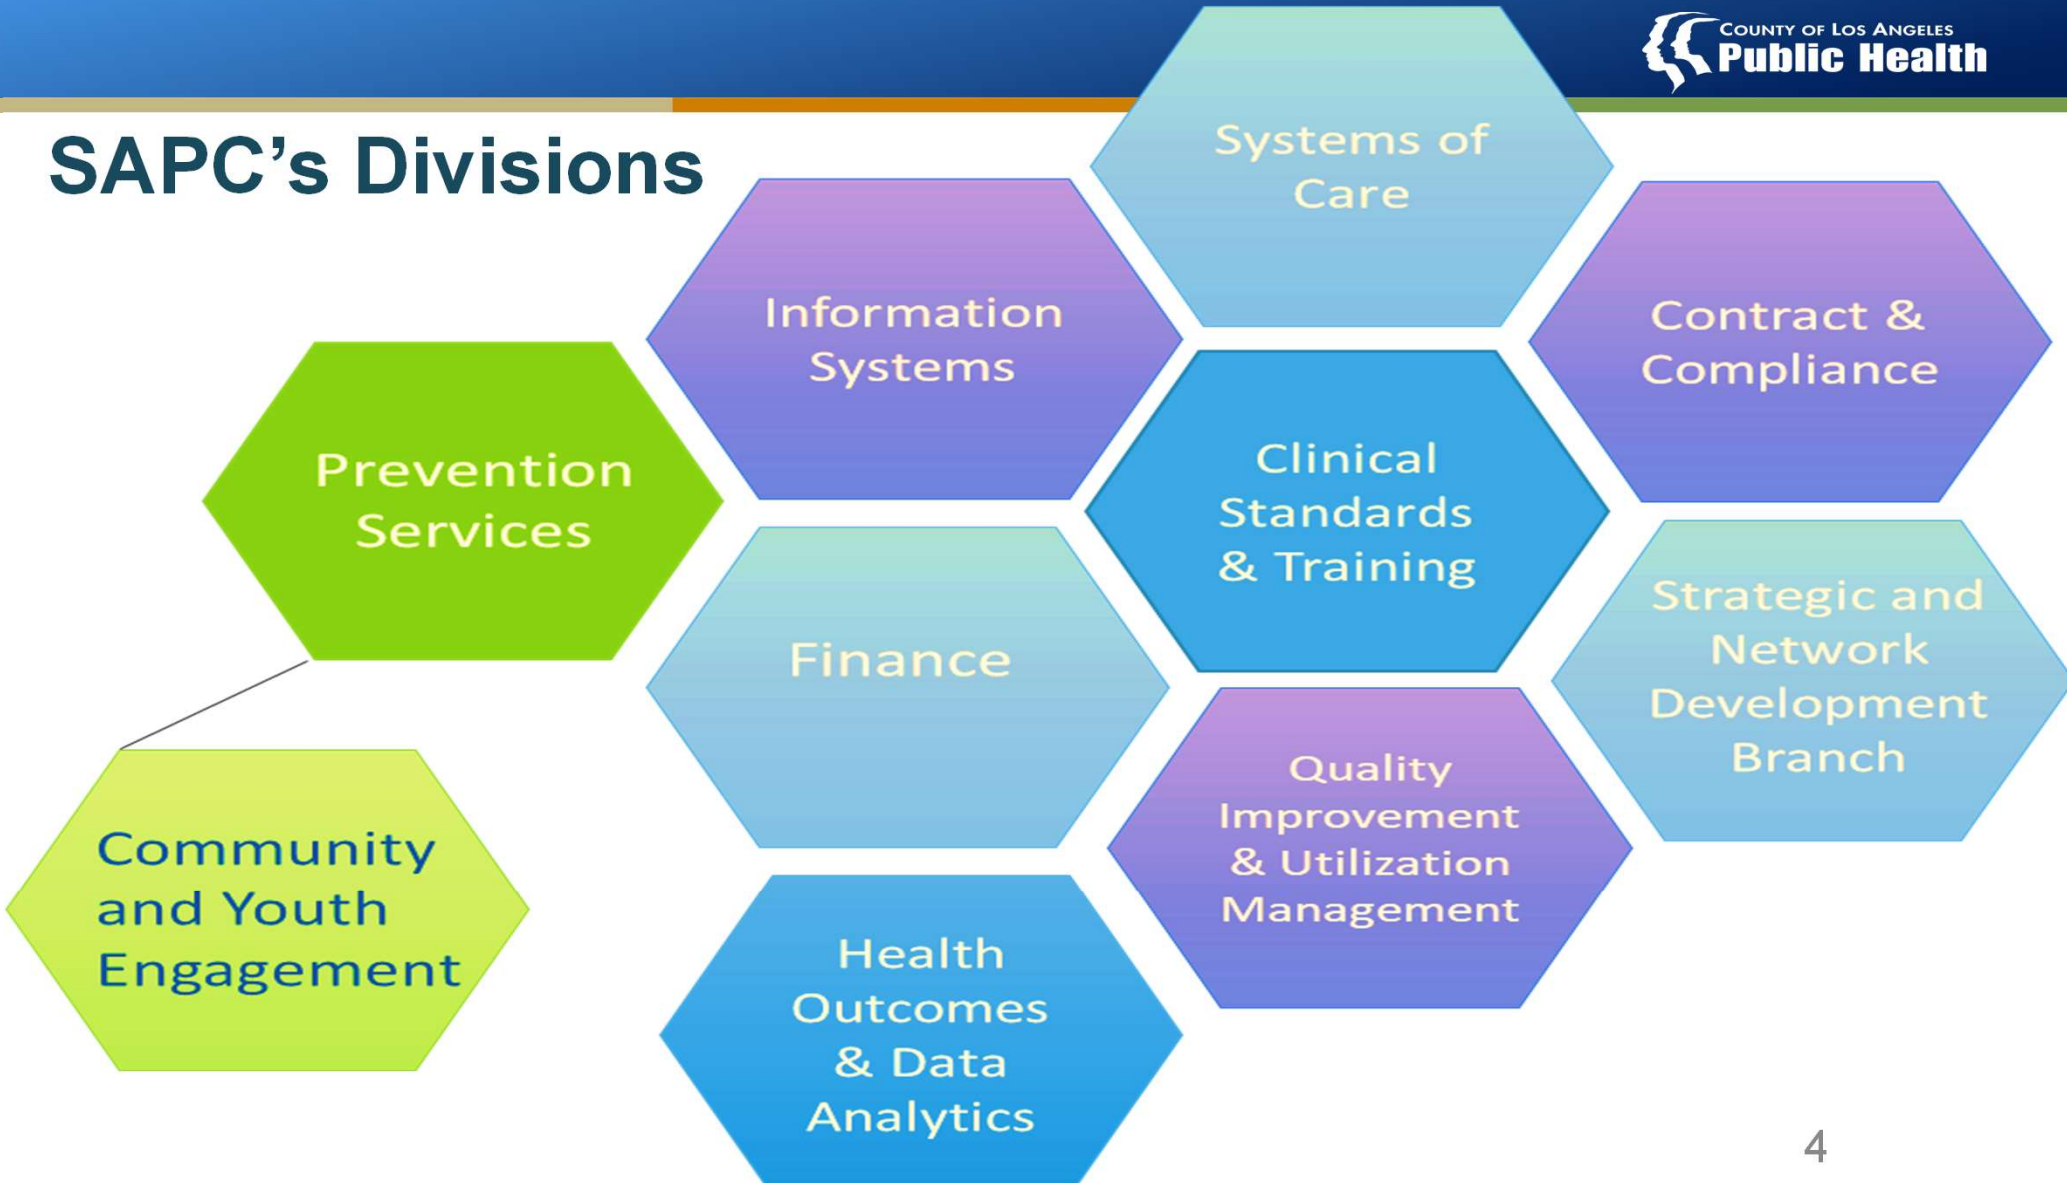 COUNTY OF LOS ANGELES
Public Health
SAPC's Divisions
Systems of
Care
Information
Systems
Contract &
Compliance
Prevention
Services
Clinical
Standards
& Training
Finance
Strategic and
Network
Development
Branch
Community
and Youth
Engagement
Quality
Improvement
& Utilization
Management
Health
Outcomes
& Data
Analytics
4